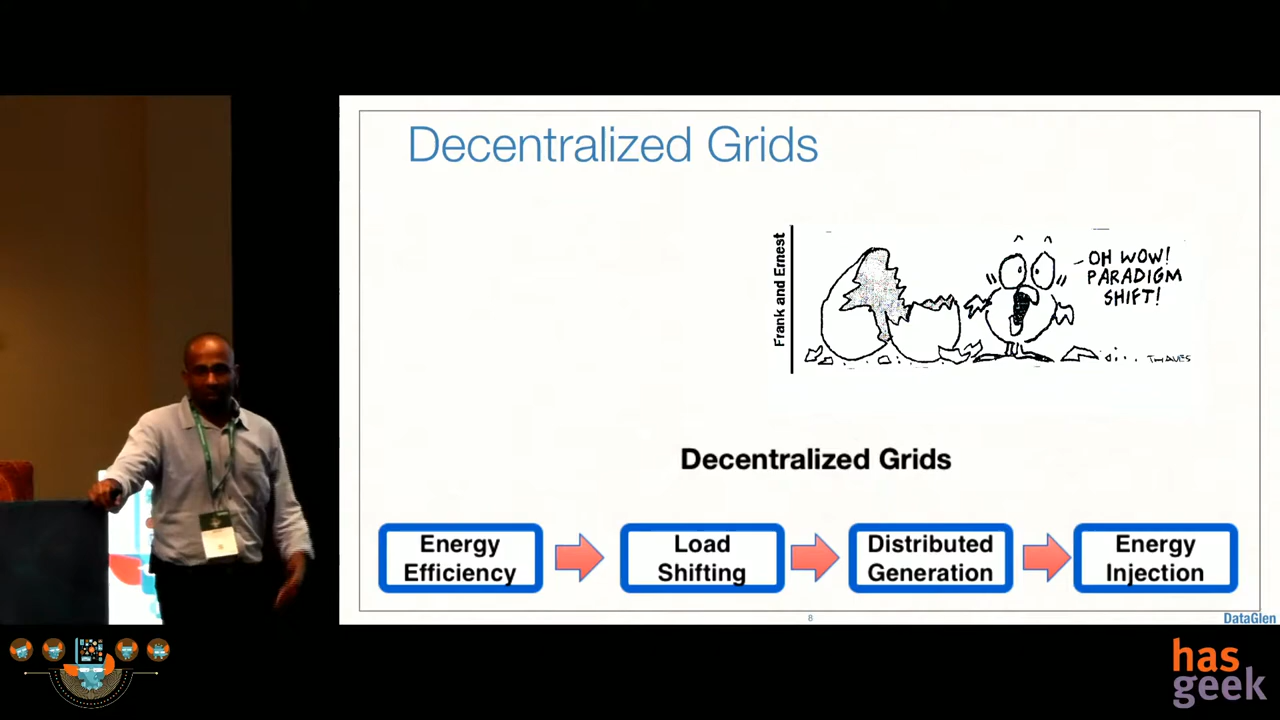 Decentralized Grids
Frank and Ernest
OH WOW!
PARADIGM
SHIFT!
THAVES
Decentralized Grids
Energy
Efficiency
Load
Shifting
Distributed
Generation
Energy
Injection
8
DataGlen
has
geek